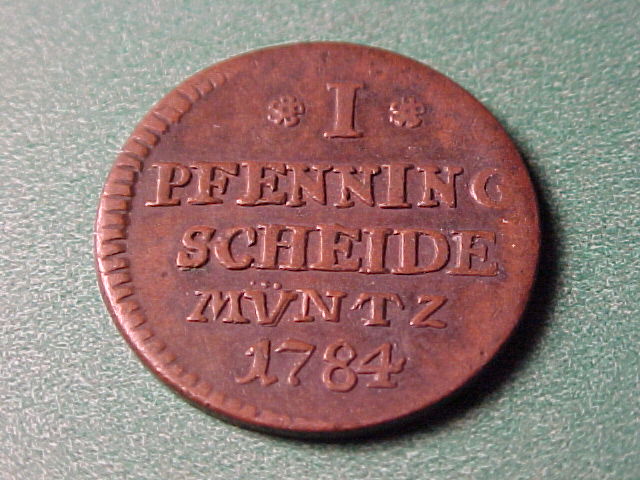 I
PFENNING
SCHEIDE
MÜNTZ
1784